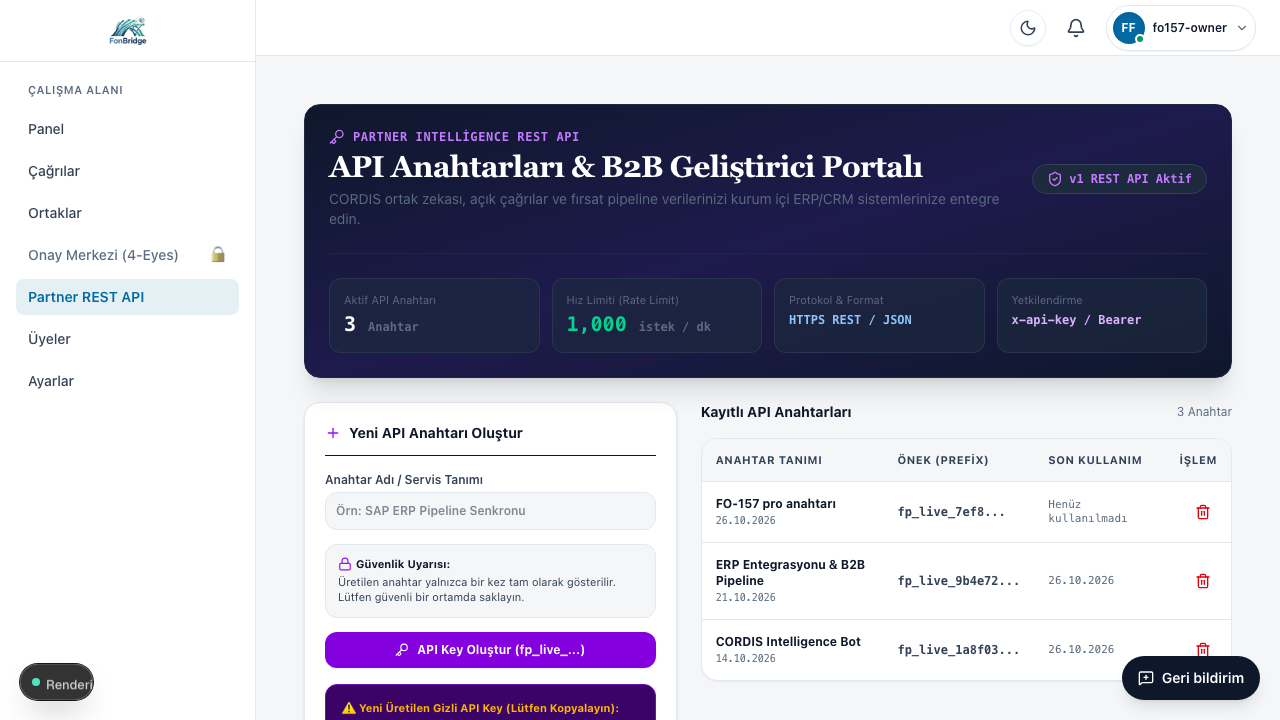 FonBridge
FF
fo157-owner
ÇALIŞMA ALANI
Panel
Çağrılar
Ortaklar
Onay Merkezi (4-Eyes)
Partner REST API
Üyeler
Ayarlar
Renderi
PARTNER INTELLİGENCE REST API
API Anahtarları & B2B Geliştirici Portalı
CORDIS ortak zekası, açık çağrılar ve fırsat pipeline verilerinizi kurum içi ERP/CRM sistemlerinize entegre
edin.
v1 REST API Aktif
Aktif API Anahtarı
3 Anahtar
Hız Limiti (Rate Limit)
1,000 istek / dk
Protokol & Format
HTTPS REST / JSON
Yetkilendirme
x-api-key / Bearer
Yeni API Anahtarı Oluştur
Anahtar Adı / Servis Tanımı
Örn: SAP ERP Pipeline Senkronu
Güvenlik Uyarısı:
Üretilen anahtar yalnızca bir kez tam olarak gösterilir.
Lütfen güvenli bir ortamda saklayın.
API Key Oluştur (fp_live_...)
Yeni Üretilen Gizli API Key (Lütfen Kopyalayın):
Kayıtlı API Anahtarları
3 Anahtar
ANAHTAR TANIMI ÖNEK (PREFİX) SON KULLANIM İŞLEM
FO-157 pro anahtarı
26.10.2026
fp_live_7ef8...
Henüz
kullanılmadı
ERP Entegrasyonu & B2B
Pipeline
21.10.2026
fp_live_9b4e72...
26.10.2026
CORDIS Intelligence Bot
14.10.2026
fp_live_1a8f03...
26.10.2026
Geri bildirim